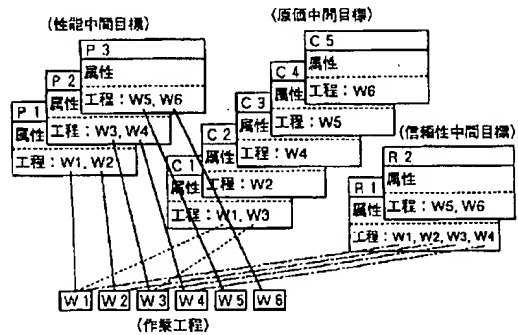 (性能中間目標)
P 3
属性
工程：W5, W6
P 2
属性
工程：W3, W4
P 1
属性
工程：W1, W2
(原価中間目標)
C 5
属性
工程：W6
C 4
属性
工程：W5
C 3
属性
工程：W4
C 2
属性
工程：W2
C 1
属性
工程：W1, W3
(信頼性中間目標)
R 2
属性
工程：W5, W6
R 1
属性
工程：W1, W2, W3, W4
W 1 W 2 W 3 W 4 W 5 W 6
(作業工程)